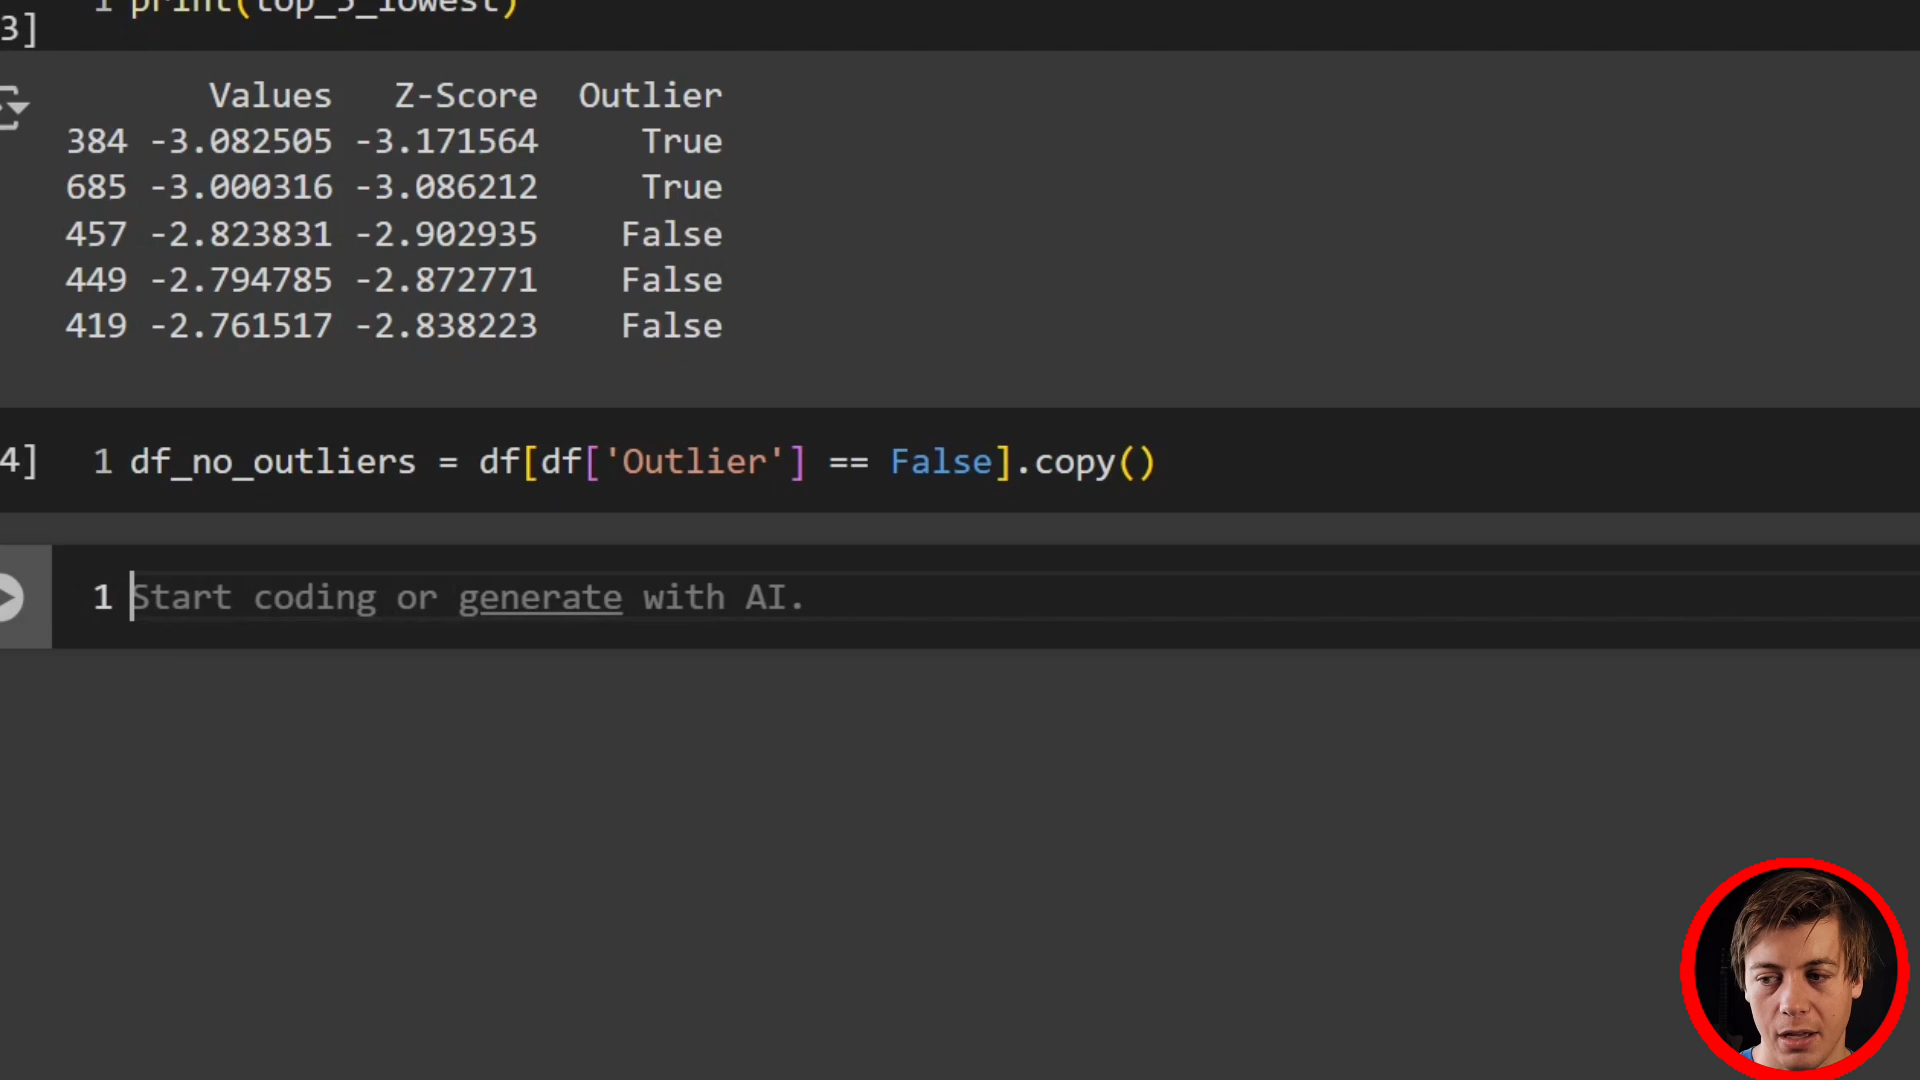 1 print(top_5_lowest)
3]
Values Z-Score Outlier
384 -3.082505 -3.171564 True
685 -3.000316 -3.086212 True
457 -2.823831 -2.902935 False
449 -2.794785 -2.872771 False
419 -2.761517 -2.838223 False
4] 1 df_no_outliers = df[df['Outlier'] == False].copy()
1 Start coding or generate with AI.